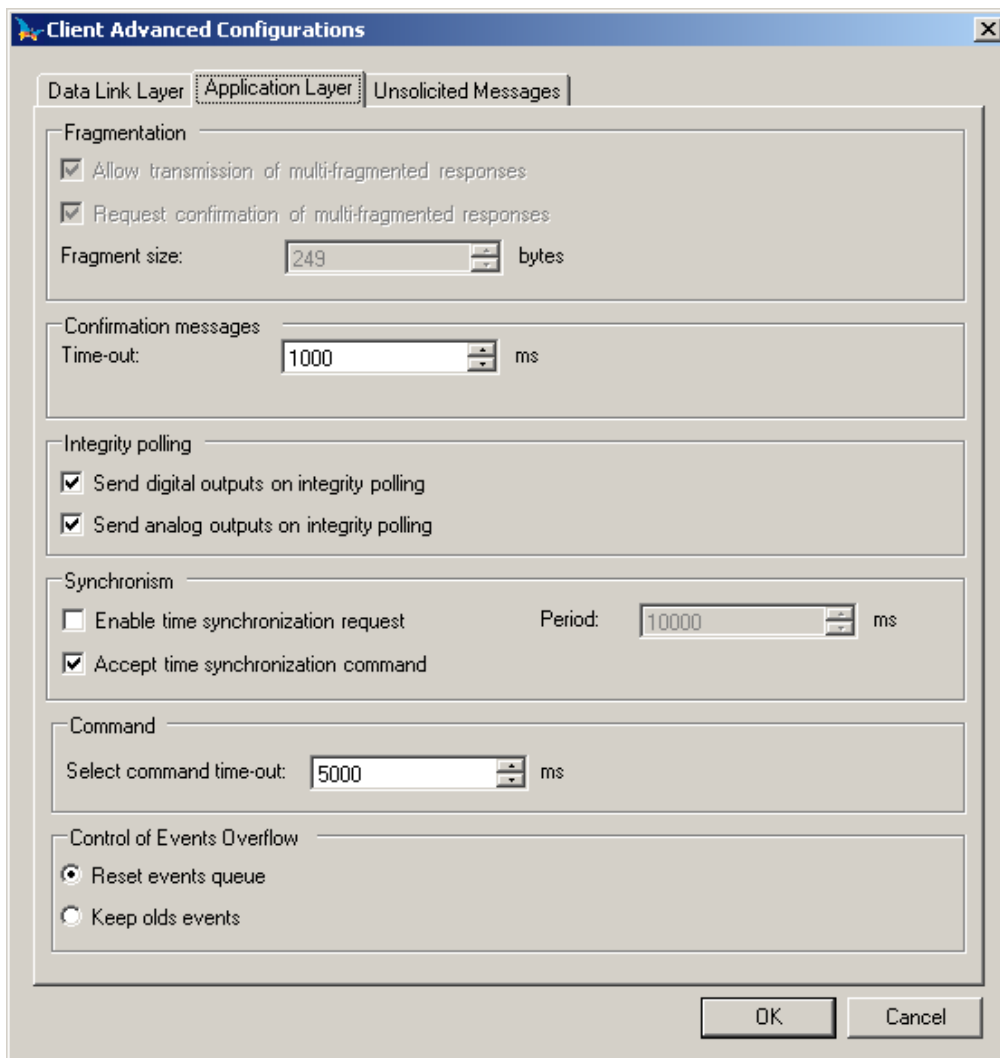 Client Advanced Configurations
Data Link Layer Application Layer Unsolicited Messages
Fragmentation
Allow transmission of multi-fragmented responses
Request confirmation of multi-fragmented responses
Fragment size: 249 bytes
Confirmation messages
Time-out: 1000 ms
Integrity polling
Send digital outputs on integrity polling
Send analog outputs on integrity polling
Synchronism
Enable time synchronization request Period: 10000 ms
Accept time synchronization command
Command
Select command time-out: 5000 ms
Control of Events Overflow
Reset events queue
Keep olds events
OK Cancel